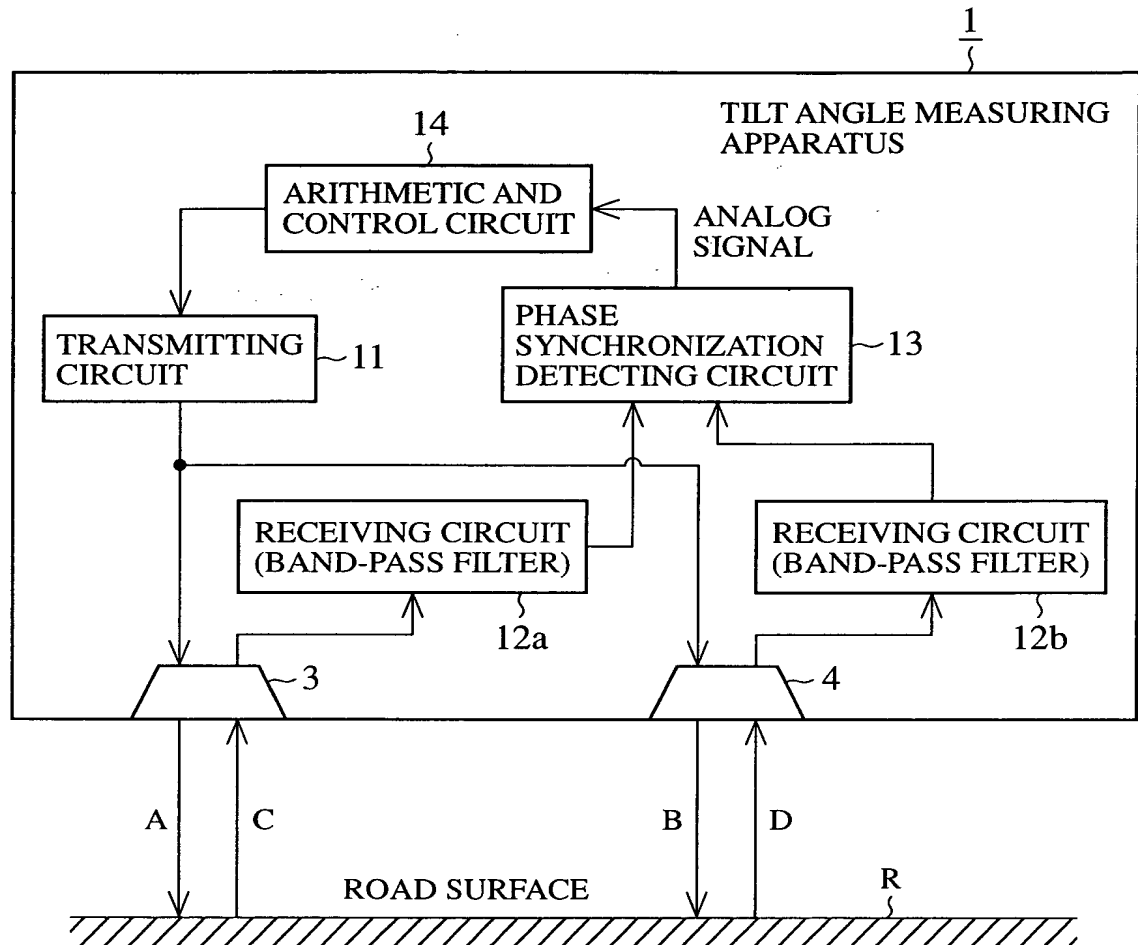 1
TILT ANGLE MEASURING
APPARATUS
14
ARITHMETIC AND
CONTROL CIRCUIT
ANALOG
SIGNAL
TRANSMITTING
CIRCUIT
11
PHASE
SYNCHRONIZATION
DETECTING CIRCUIT
13
RECEIVING CIRCUIT
(BAND-PASS FILTER)
12a
RECEIVING CIRCUIT
(BAND-PASS FILTER)
12b
3
4
A
C
B
D
ROAD SURFACE
R